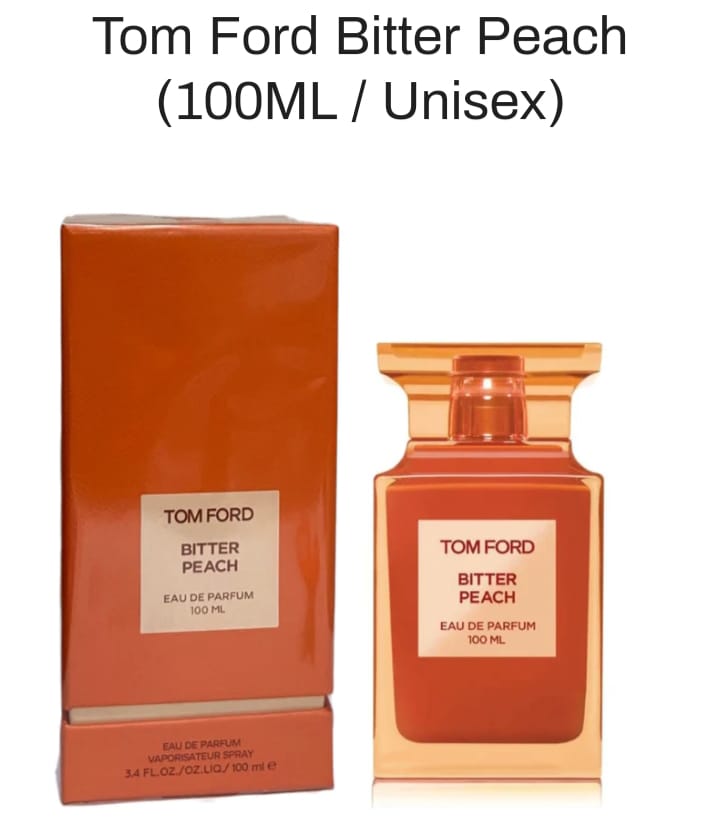 Tom Ford Bitter Peach
(100ML / Unisex)
TOM FORD
BITTER
PEACH
EAU DE PARFUM
100 ML
EAU DE PARFUM
VAPORISATEUR SPRAY
3.4 FL.OZ./OZ.LIQ./ 100 ml e
TOM FORD
BITTER
PEACH
EAU DE PARFUM
100 ML